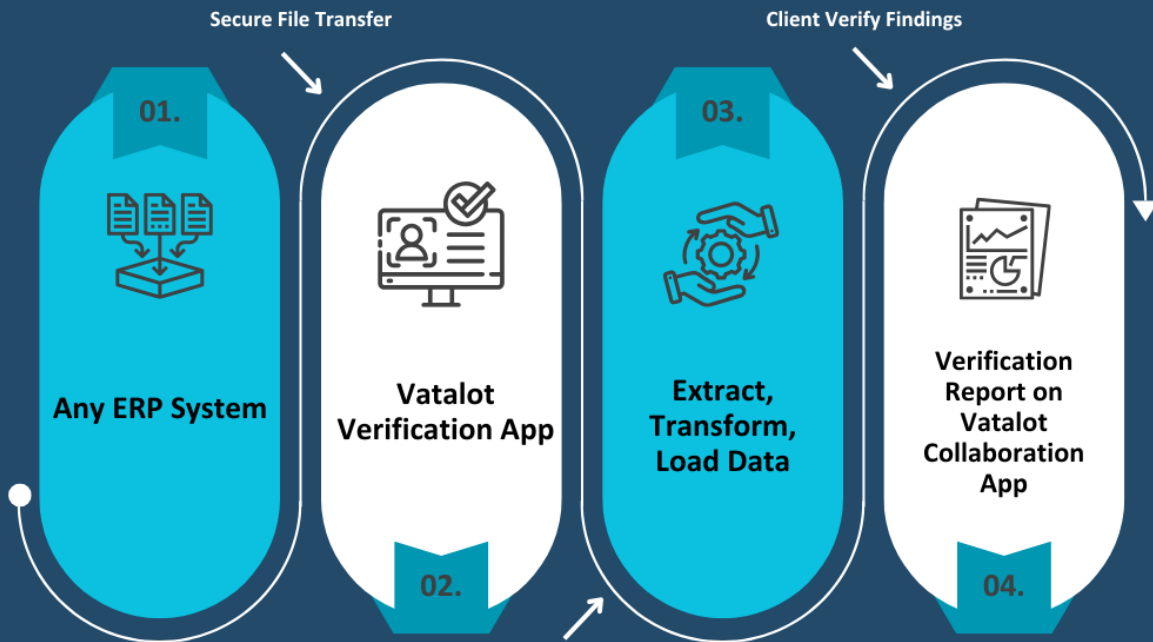 Secure File Transfer
Client Verify Findings
01.
Any ERP System
Vatalot
Verification App
02.
03.
Extract,
Transform,
Load Data
Verification
Report on
Vatalot
Collaboration
App
04.